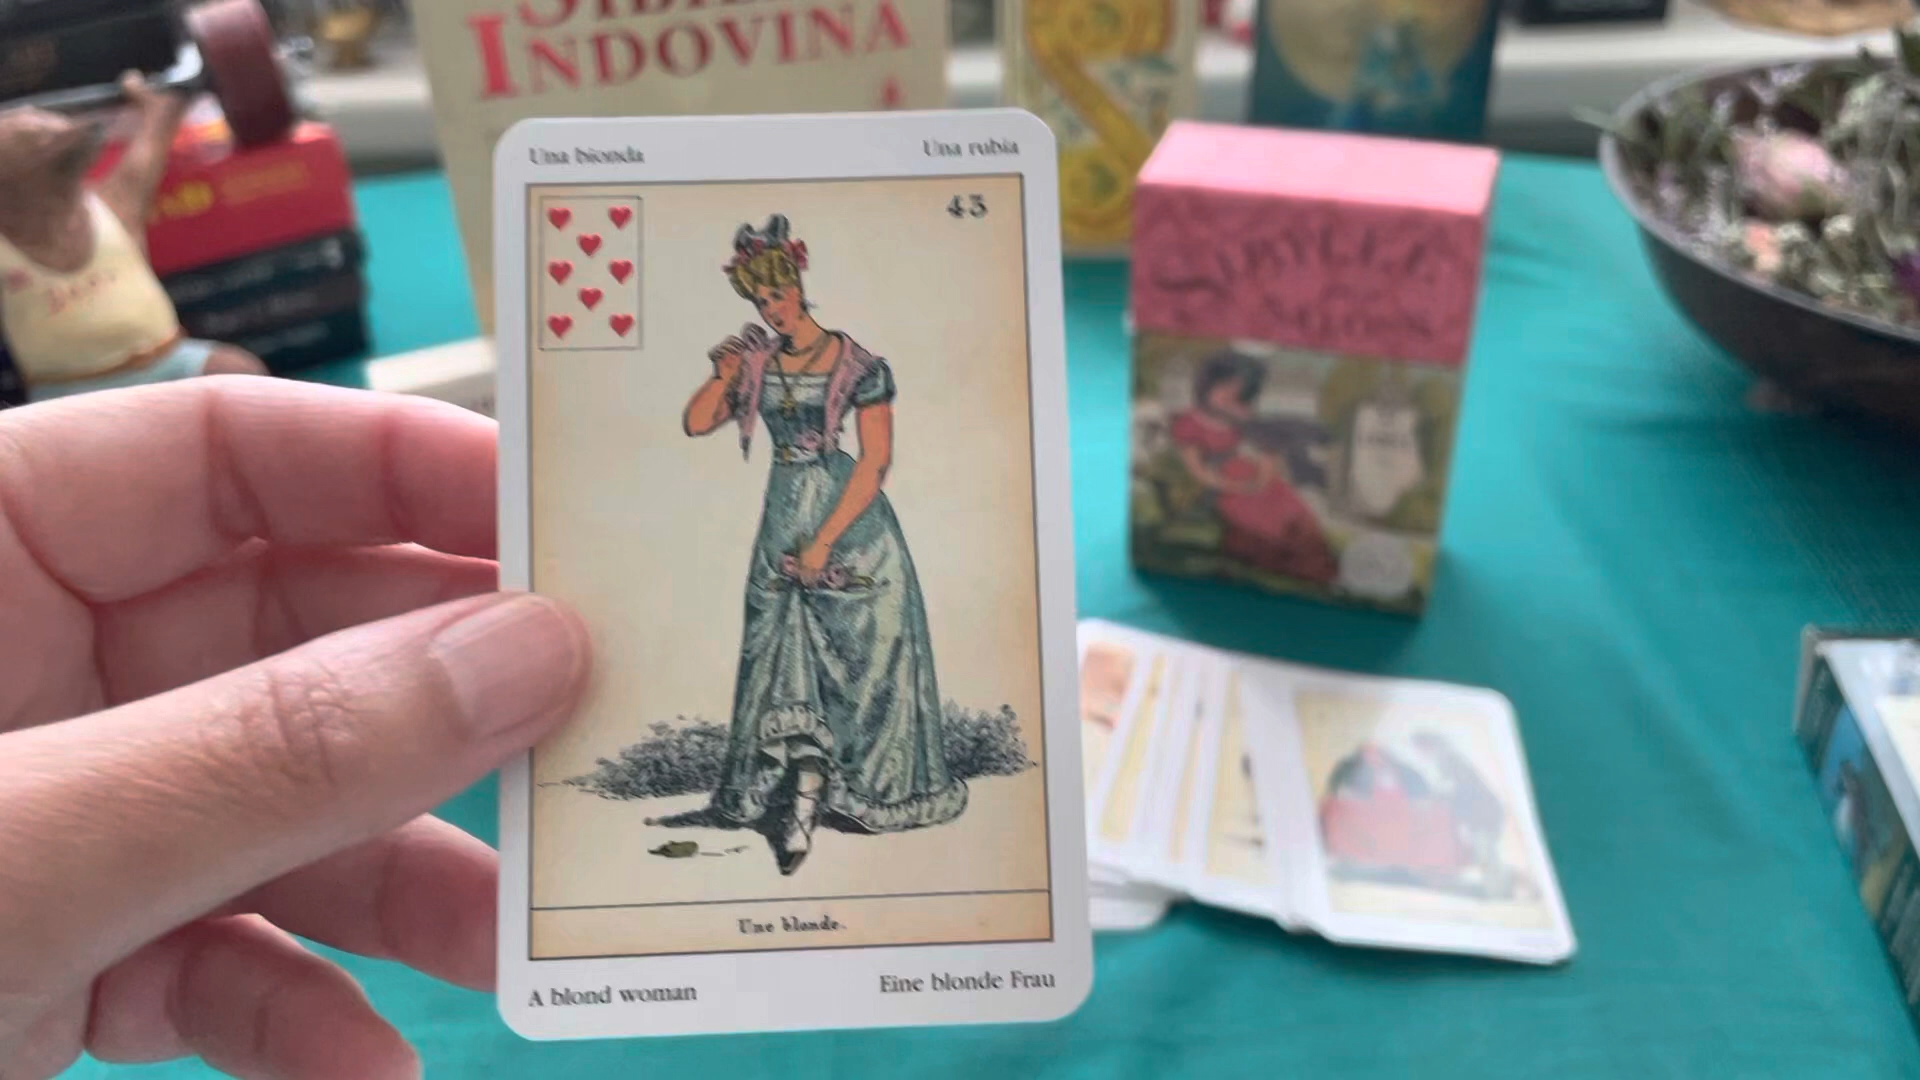 INDOVINA
Una bionda
Una rubia
43
Une blonde.
A blond woman
Eine blonde Frau